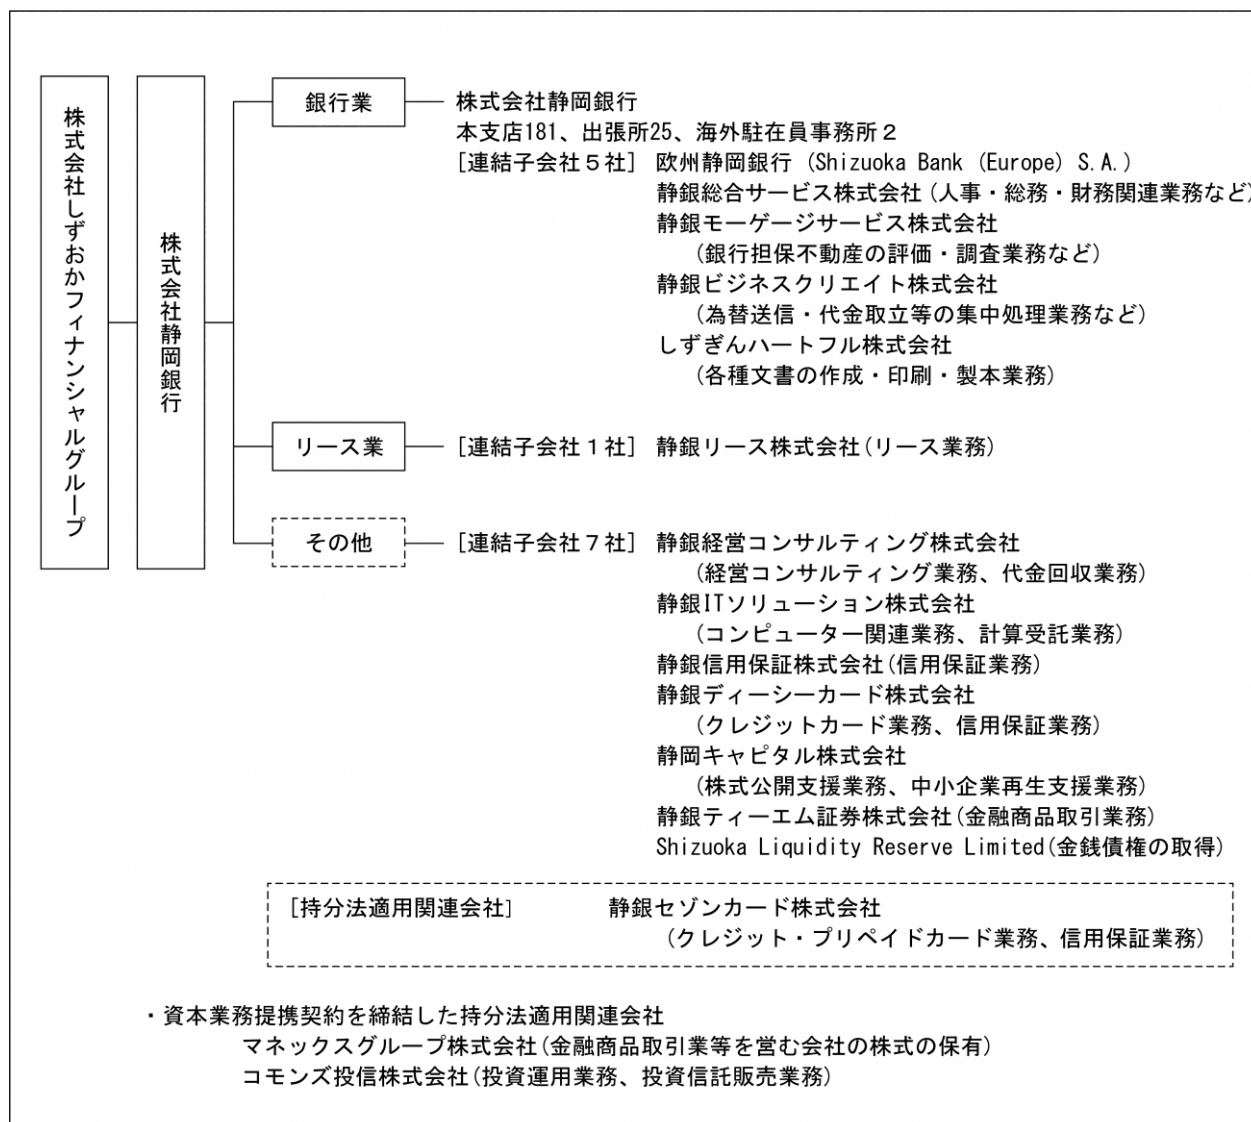 株式会社しずおかフィナンシャルグループ
株式会社静岡銀行
銀行業
株式会社静岡銀行
本支店181、出張所25、海外駐在員事務所２
[連結子会社５社] 欧州静岡銀行 (Shizuoka Bank (Europe) S.A.)
静銀総合サービス株式会社(人事・総務・財務関連業務など)
静銀モーゲージサービス株式会社
(銀行担保不動産の評価・調査業務など)
静銀ビジネスクリエイト株式会社
(為替送信・代金取立等の集中処理業務など)
しずぎんハートフル株式会社
(各種文書の作成・印刷・製本業務)
リース業
[連結子会社１社] 静銀リース株式会社(リース業務)
その他
[連結子会社７社] 静銀経営コンサルティング株式会社
(経営コンサルティング業務、代金回収業務)
静銀ITソリューション株式会社
(コンピューター関連業務、計算受託業務)
静銀信用保証株式会社(信用保証業務)
静銀ディーシーカード株式会社
(クレジットカード業務、信用保証業務)
静岡キャピタル株式会社
(株式公開支援業務、中小企業再生支援業務)
静銀ティーエム証券株式会社(金融商品取引業務)
Shizuoka Liquidity Reserve Limited(金銭債権の取得)
[持分法適用関連会社] 静銀セゾンカード株式会社
(クレジット・プリペイドカード業務、信用保証業務)
・資本業務提携契約を締結した持分法適用関連会社
マネックスグループ株式会社(金融商品取引業等を営む会社の株式の保有)
コモンズ投信株式会社(投資運用業務、投資信託販売業務)